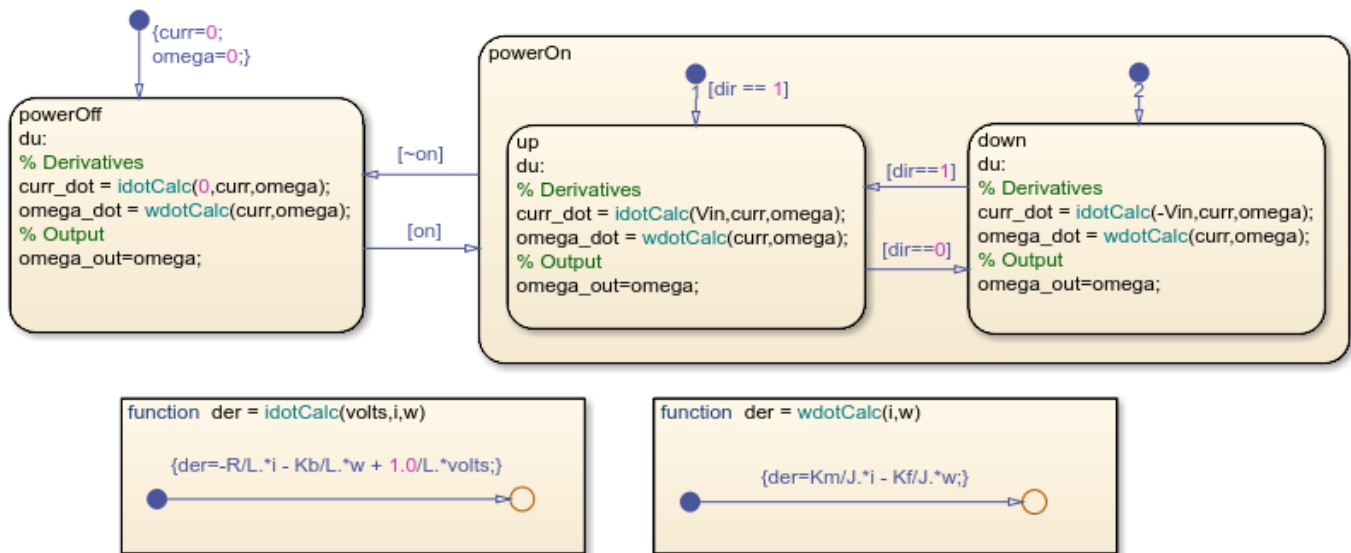 {curr=0;
omega=0;}
powerOff
du:
% Derivatives
curr_dot = idotCalc(0,curr,omega);
omega_dot = wdotCalc(curr,omega);
% Output
omega_out=omega;
[~on]
[on]
powerOn
1
[dir == 1]
2
up
du:
% Derivatives
curr_dot = idotCalc(Vin,curr,omega);
omega_dot = wdotCalc(curr,omega);
% Output
omega_out=omega;
[dir==1]
[dir==0]
down
du:
% Derivatives
curr_dot = idotCalc(-Vin,curr,omega);
omega_dot = wdotCalc(curr,omega);
% Output
omega_out=omega;
function der = idotCalc(volts,i,w)
{der=-R/L.*i - Kb/L.*w + 1.0/L.*volts;}
function der = wdotCalc(i,w)
{der=Km/J.*i - Kf/J.*w;}